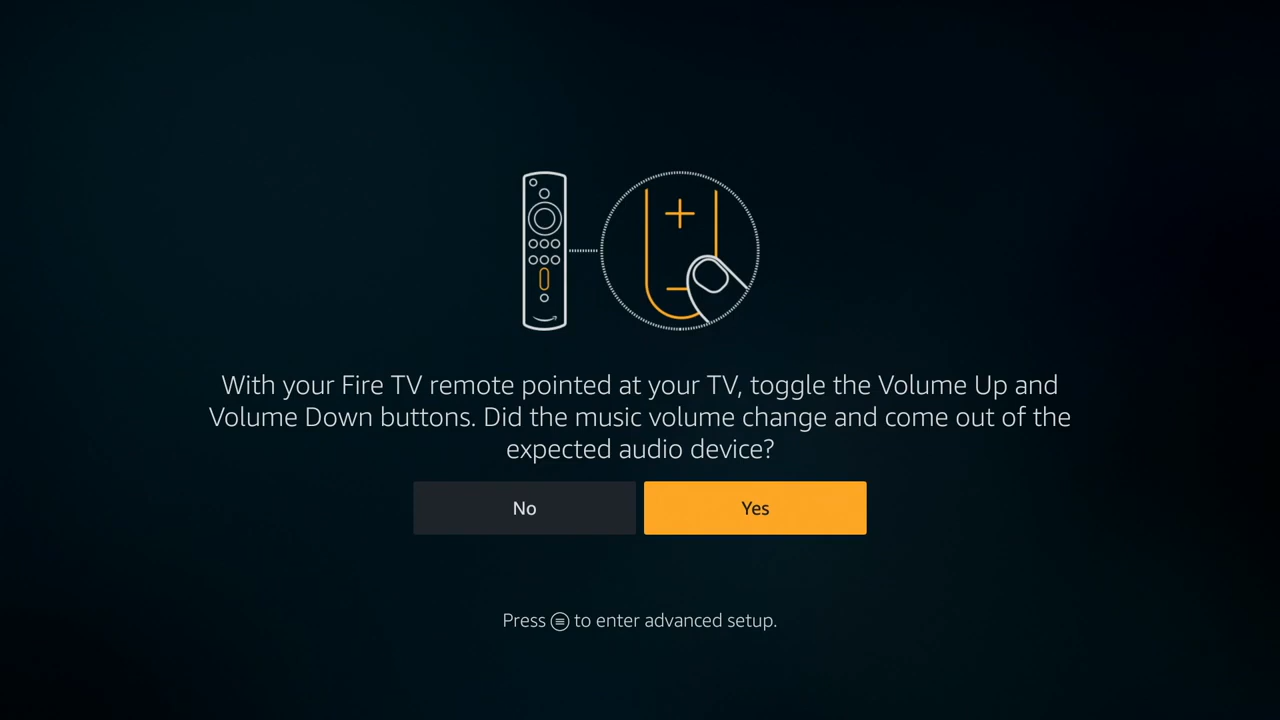 With your Fire TV remote pointed at your TV, toggle the Volume Up and
Volume Down buttons. Did the music volume change and come out of the
expected audio device?
No
Yes
Press to enter advanced setup.